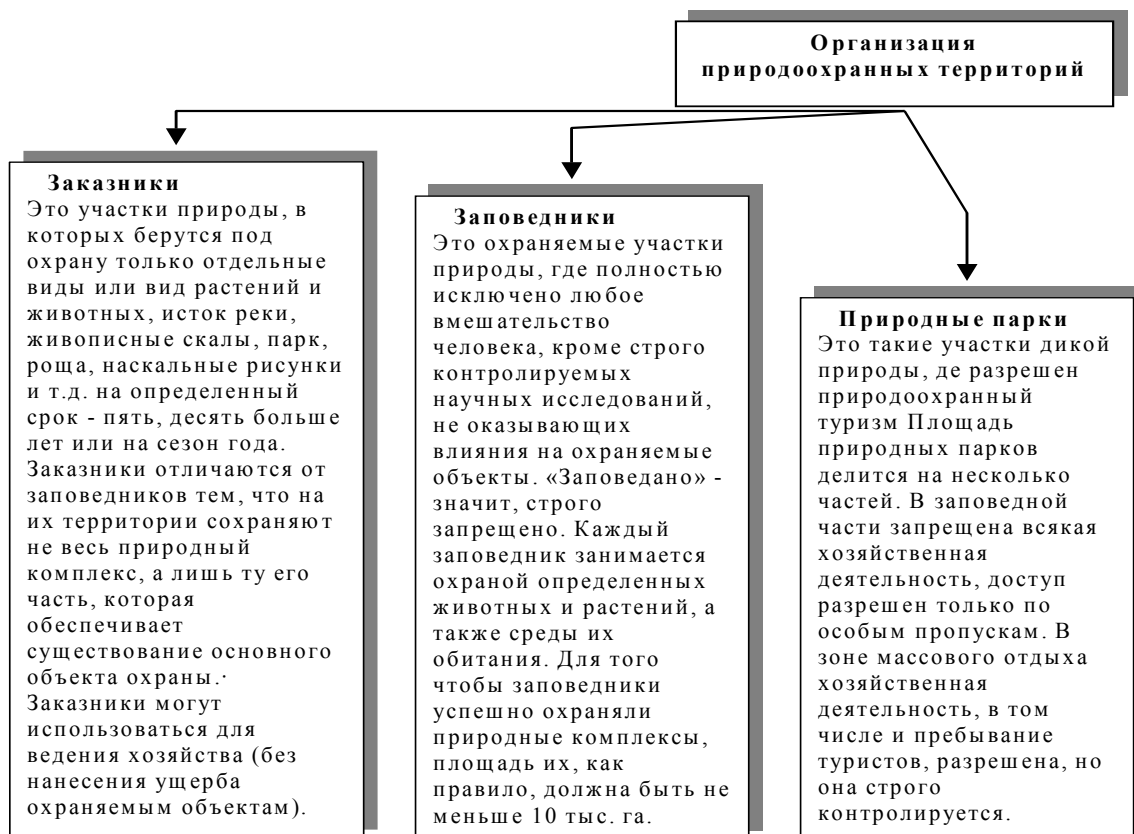 Организация
природоохранных территорий
Заказники
Это участки природы, в
которых берутся под
охрану только отдельные
виды или вид растений и
животных, исток реки,
живописные скалы, парк,
роща, наскальные рисунки
и т.д. на определенный
срок - пять, десять больше
лет или на сезон года.
Заказники отличаются от
заповедников тем, что на
их территории сохраняют
не весь природный
комплекс, а лишь ту его
часть, которая
обеспечивает
существование основного
объекта охраны.·
Заказники могут
использоваться для
ведения хозяйства (без
нанесения ущерба
охраняемым объектам).
Заповедники
Это охраняемые участки
природы, где полностью
исключено любое
вмешательство
человека, кроме строго
контролируемых
научных исследований,
не оказывающих
влияния на охраняемые
объекты. «Заповедано» -
значит, строго
запрещено. Каждый
заповедник занимается
охраной определенных
животных и растений, а
также среды их
обитания. Для того
чтобы заповедники
успешно охраняли
природные комплексы,
площадь их, как
правило, должна быть не
меньше 10 тыс. га.
Природные парки
Это такие участки дикой
природы, де разрешен
природоохранный
туризм Площадь
природных парков
делится на несколько
частей. В заповедной
части запрещена всякая
хозяйственная
деятельность, доступ
разрешен только по
особым пропускам. В
зоне массового отдыха
хозяйственная
деятельность, в том
числе и пребывание
туристов, разрешена, но
она строго
контролируется.